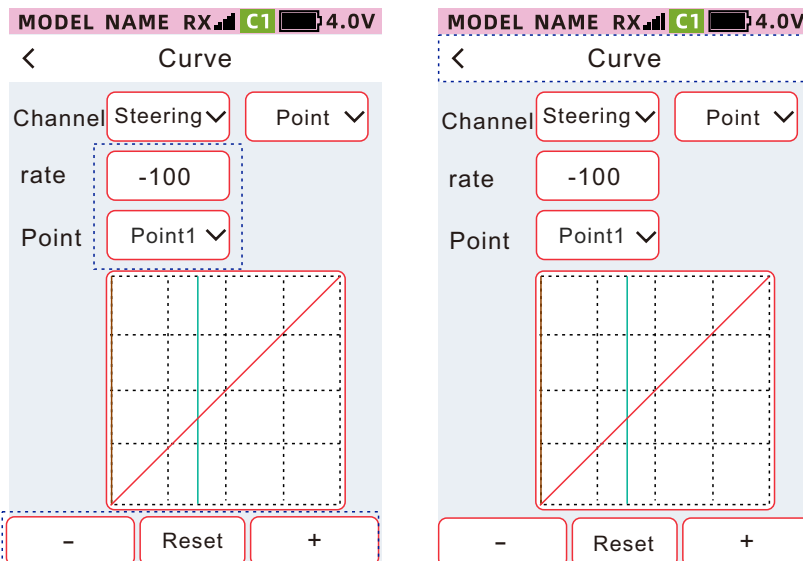 MODEL NAME RX C1 4.0V
< Curve
Channel Steering Point
rate -100
Point Point1
- Reset +
MODEL NAME RX C1 4.0V
< Curve
Channel Steering Point
rate -100
Point Point1
- Reset +